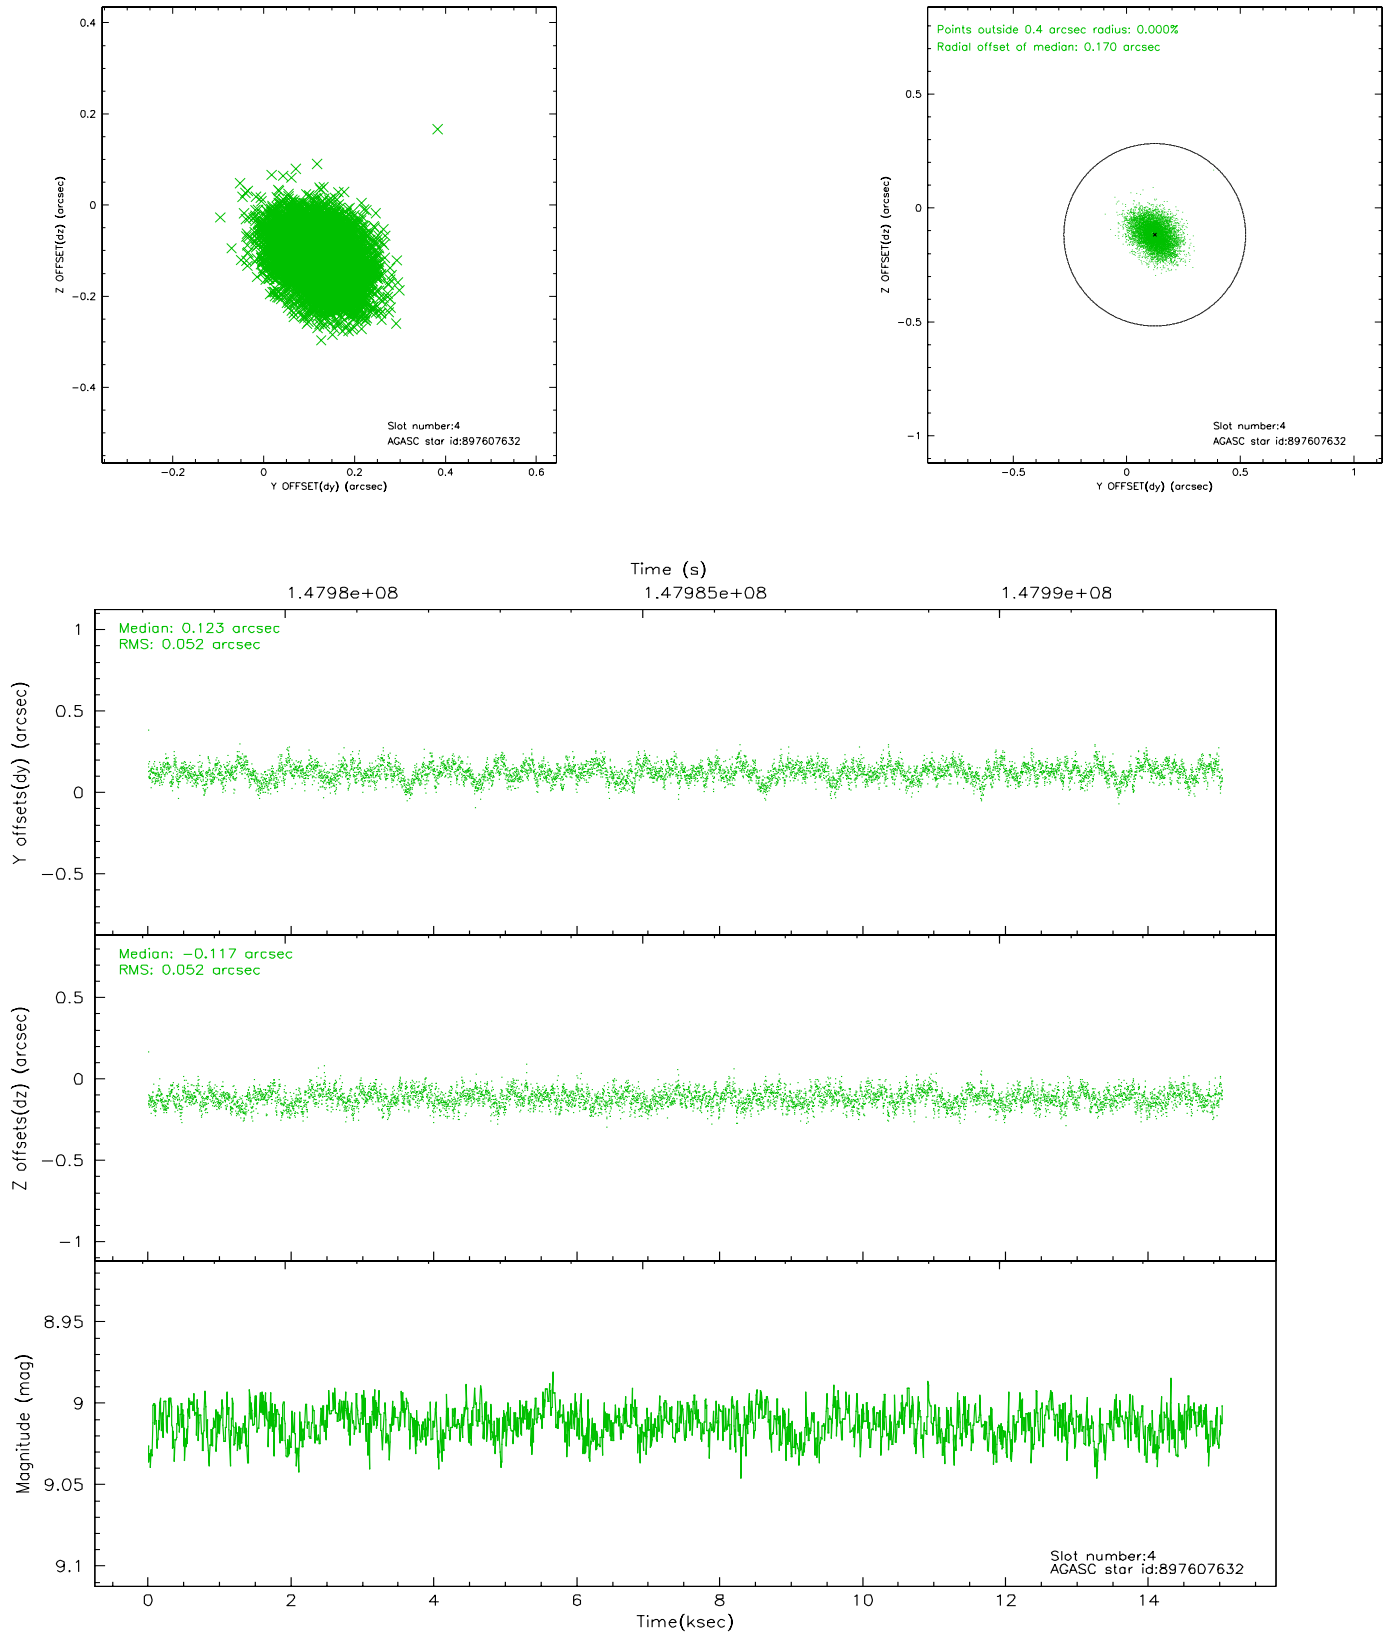 0.4
0.2
0
−0.2
−0.4
Z OFFSET(dz) (arcsec)
Slot number:4
AGASC star id:897607632
−0.2 0 0.2 0.4 0.6
Y OFFSET(dy) (arcsec)
Points outside 0.4 arcsec radius: 0.000%
Radial offset of median: 0.170 arcsec
0.5
0
−0.5
−1
Z OFFSET(dz) (arcsec)
Slot number:4
AGASC star id:897607632
−0.5 0 0.5 1
Y OFFSET(dy) (arcsec)
Time (s)
1.4798e+08 1.47985e+08 1.4799e+08
Median: 0.123 arcsec
RMS: 0.052 arcsec
1
0.5
0
−0.5
Y offsets(dy) (arcsec)
Median: −0.117 arcsec
RMS: 0.052 arcsec
0.5
0
−0.5
−1
Z offsets(dz) (arcsec)
8.95
9
9.05
9.1
Magnitude (mag)
Slot number:4
AGASC star id:897607632
0 2 4 6 8 10 12 14
Time(ksec)